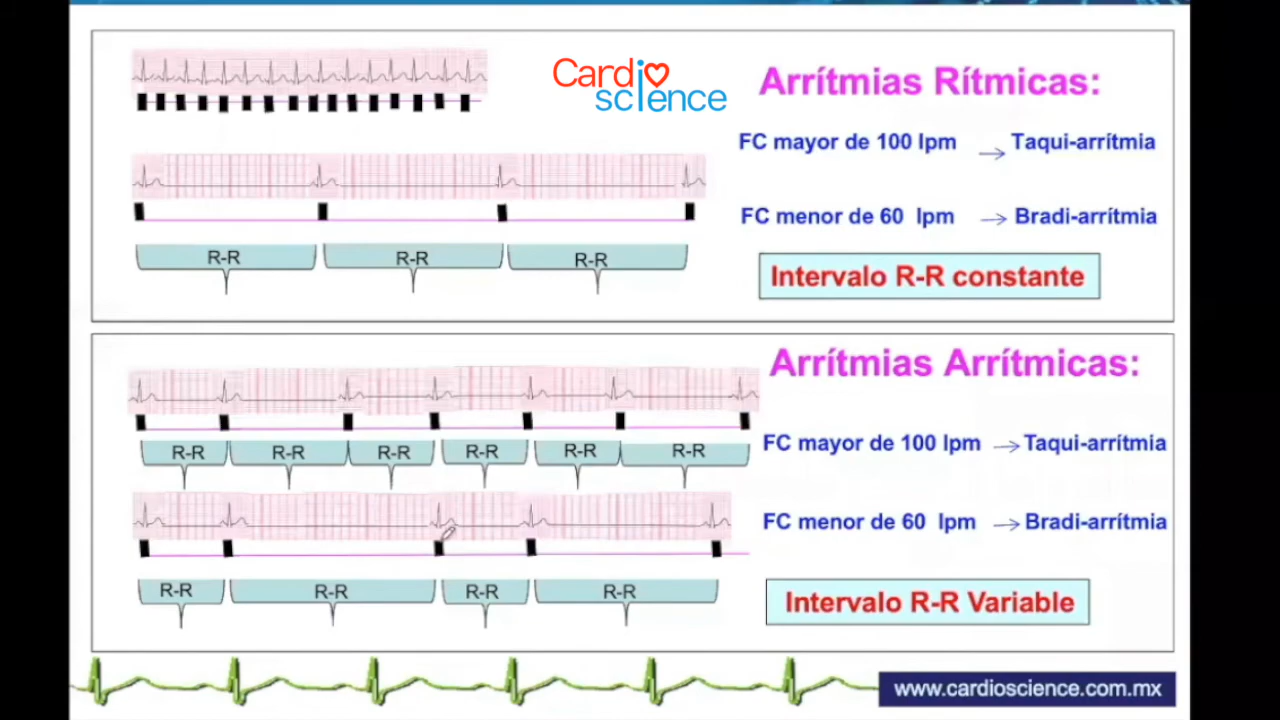 Cardio
science
Arrítmias Rítmicas:
FC mayor de 100 lpm → Taqui-arrítmia
FC menor de 60 lpm → Bradi-arrítmia
R-R R-R R-R
Intervalo R-R constante
Arrítmias Arrítmicas:
FC mayor de 100 lpm → Taqui-arrítmia
R-R R-R R-R R-R R-R R-R
FC menor de 60 lpm → Bradi-arrítmia
R-R R-R R-R R-R
Intervalo R-R Variable
www.cardioscience.com.mx